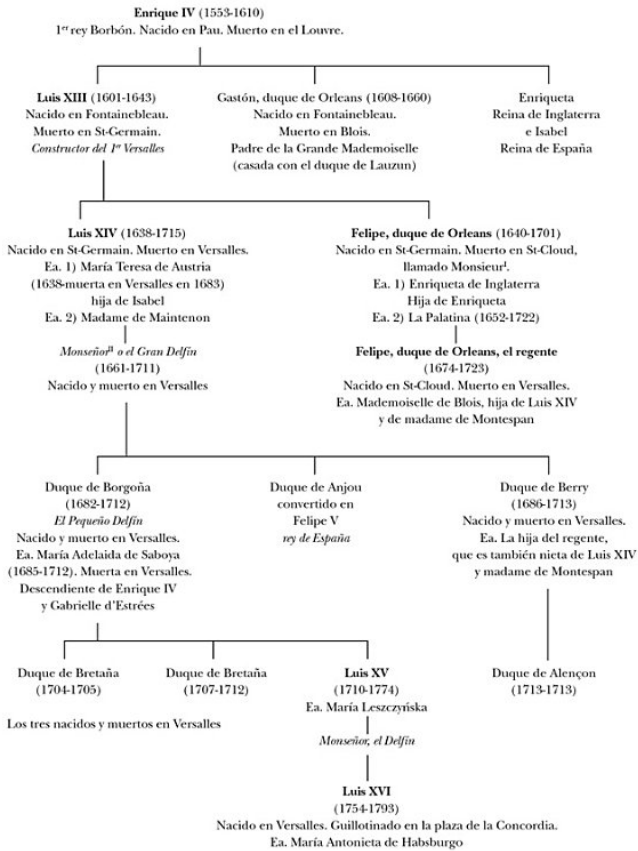 Enrique IV (1553-1610)
1er rey Borbón. Nacido en Pau. Muerto en el Louvre.
Luis XIII (1601-1643)
Nacido en Fontainebleau.
Muerto en St-Germain.
Constructor del 1er Versalles
Gastón, duque de Orleans (1608-1660)
Nacido en Fontainebleau.
Muerto en Blois.
Padre de la Grande Mademoiselle
(casada con el duque de Lauzun)
Enriqueta
Reina de Inglaterra
e Isabel
Reina de España
Luis XIV (1638-1715)
Nacido en St-Germain. Muerto en Versalles.
Ea. 1) María Teresa de Austria
(1638-muerta en Versalles en 1683)
hija de Isabel
Ea. 2) Madame de Maintenon
Felipe, duque de Orleans (1640-1701)
Nacido en St-Germain. Muerto en St-Cloud,
llamado MonsieurI.
Ea. 1) Enriqueta de Inglaterra
Hija de Enriqueta
Ea. 2) La Palatina (1652-1722)
MonseñorII o el Gran Delfín
(1661-1711)
Nacido y muerto en Versalles
Felipe, duque de Orleans, el regente
(1674-1723)
Nacido en St-Cloud. Muerto en Versalles.
Ea. Mademoiselle de Blois, hija de Luis XIV
y de madame de Montespan
Duque de Borgoña
(1682-1712)
El Pequeño Delfín
Nacido y muerto en Versalles.
Ea. María Adelaida de Saboya
(1685-1712). Muerta en Versalles.
Descendiente de Enrique IV
y Gabrielle d'Estrées
Duque de Anjou
convertido en
Felipe V
rey de España
Duque de Berry
(1686-1713)
Nacido y muerto en Versalles.
Ea. La hija del regente,
que es también nieta de Luis XIV
y madame de Montespan
Duque de Bretaña
(1704-1705)
Duque de Bretaña
(1707-1712)
Luis XV
(1710-1774)
Ea. María Leszczyńska
Duque de Alençon
(1713-1713)
Los tres nacidos y muertos en Versalles
Monseñor, el Delfín
Luis XVI
(1754-1793)
Nacido en Versalles. Guillotinado en la plaza de la Concordia.
Ea. María Antonieta de Habsburgo